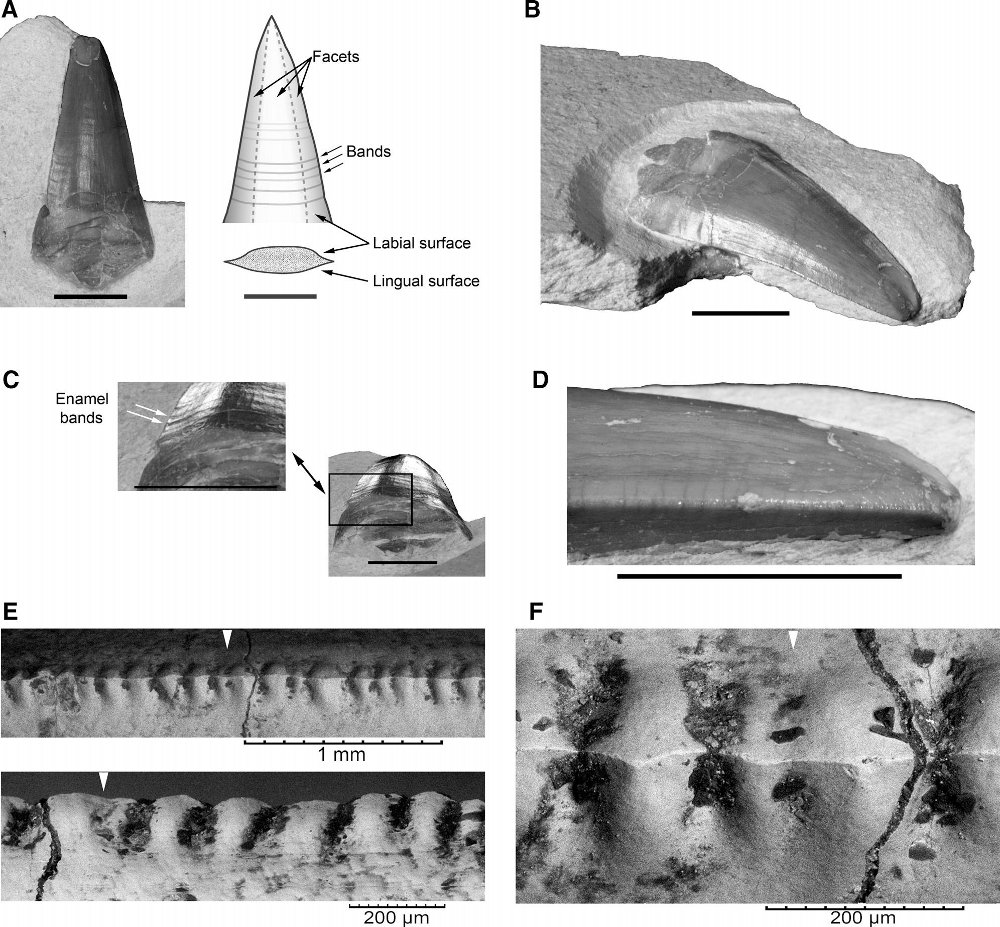 A
Facets
Bands
Labial surface
Lingual surface
B
C
Enamel
bands
D
E
1 mm
200 µm
F
200 µm